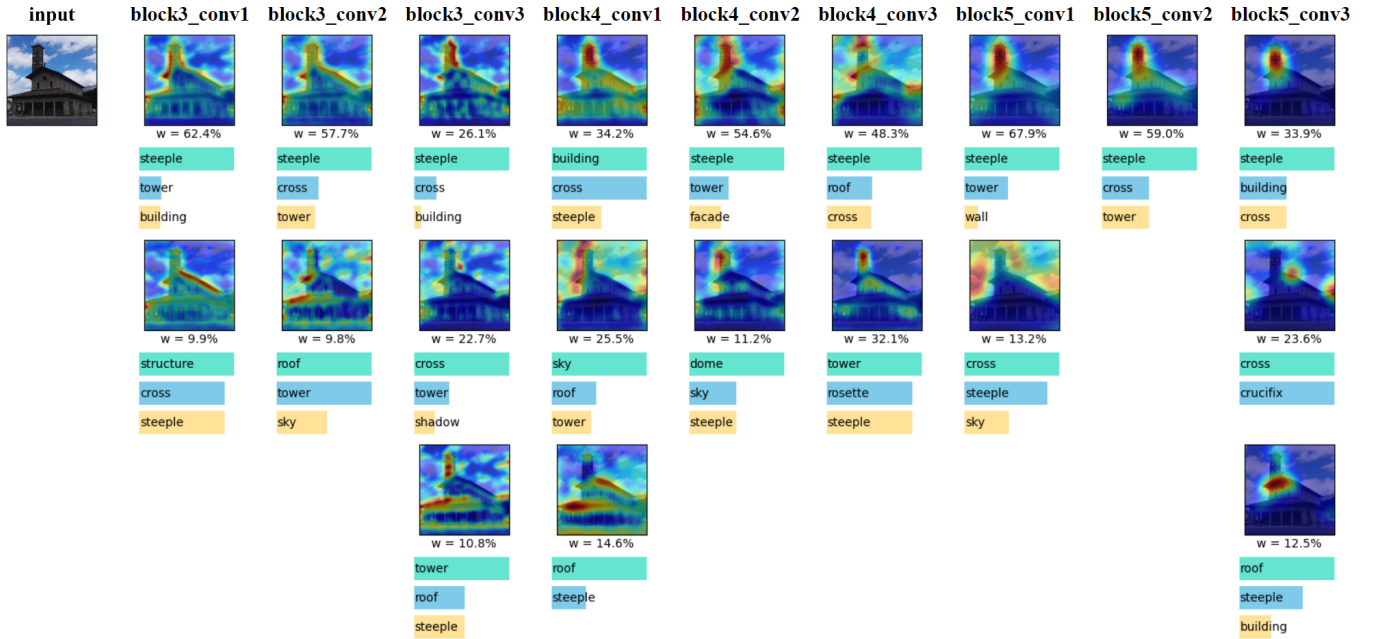 input block3_conv1 block3_conv2 block3_conv3 block4_conv1 block4_conv2 block4_conv3 block5_conv1 block5_conv2 block5_conv3
w = 62.4% w = 57.7% w = 26.1% w = 34.2% w = 54.6% w = 48.3% w = 67.9% w = 59.0% w = 33.9%
steeple steeple steeple building steeple steeple steeple steeple steeple
tower cross cross cross tower roof tower cross building
building tower building steeple facade cross wall tower cross
w = 9.9% w = 9.8% w = 22.7% w = 25.5% w = 11.2% w = 32.1% w = 13.2% w = 23.6%
structure roof cross sky dome tower cross cross
cross tower tower roof sky rosette steeple crucifix
steeple sky shadow tower steeple steeple sky
w = 10.8% w = 14.6% w = 12.5%
tower roof roof
roof steeple steeple
steeple building